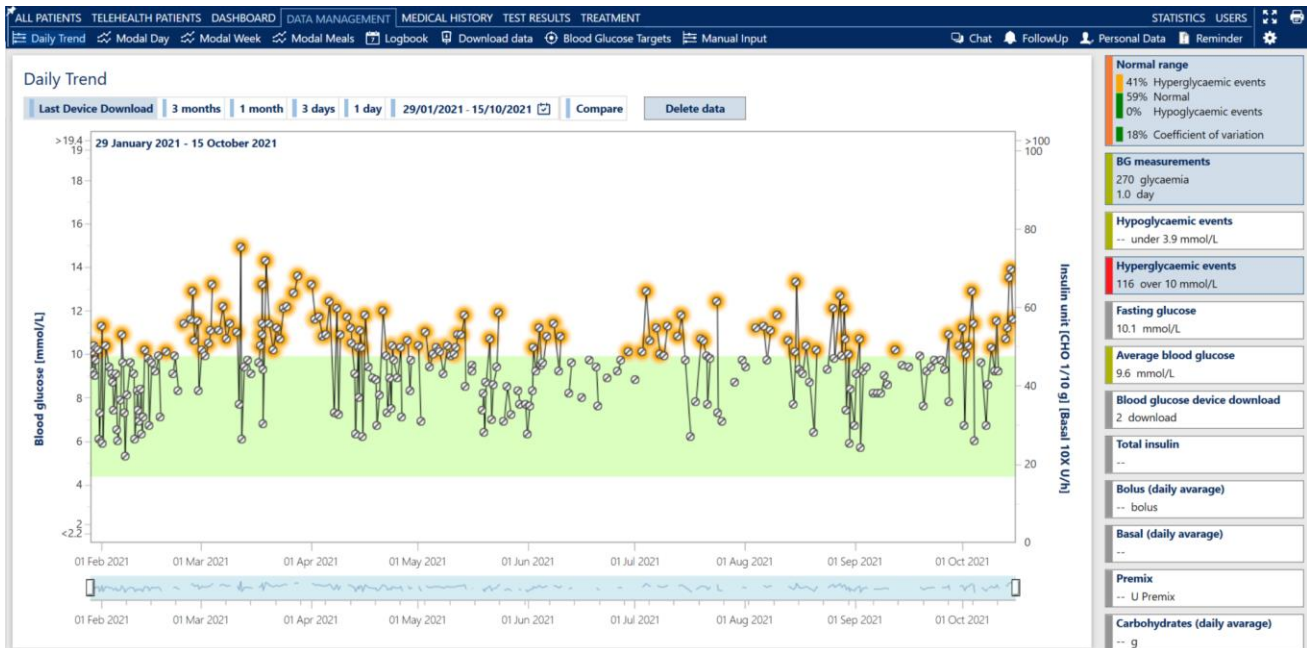 ALL PATIENTS TELEHEALTH PATIENTS DASHBOARD DATA MANAGEMENT MEDICAL HISTORY TEST RESULTS TREATMENT STATISTICS USERS
Daily Trend Modal Day Modal Week Modal Meals 7 Logbook Download data Blood Glucose Targets Manual Input Chat FollowUp Personal Data Reminder
Daily Trend
Last Device Download 3 months 1 month 3 days 1 day 29/01/2021 - 15/10/2021 Compare Delete data
29 January 2021 - 15 October 2021
Blood glucose [mmol/L]
>19.4
19
18
16
14
12
10
8
6
4
2
<2.2
>100
100
80
60
40
20
0
Insulin unit [CHO 1/10 g] [Basal 10X U/h]
01 Feb 2021 01 Mar 2021 01 Apr 2021 01 May 2021 01 Jun 2021 01 Jul 2021 01 Aug 2021 01 Sep 2021 01 Oct 2021
01 Feb 2021 01 Mar 2021 01 Apr 2021 01 May 2021 01 Jun 2021 01 Jul 2021 01 Aug 2021 01 Sep 2021 01 Oct 2021
Normal range
41% Hyperglycaemic events
59% Normal
0% Hypoglycaemic events
18% Coefficient of variation
BG measurements
270 glycaemia
1.0 day
Hypoglycaemic events
-- under 3.9 mmol/L
Hyperglycaemic events
116 over 10 mmol/L
Fasting glucose
10.1 mmol/L
Average blood glucose
9.6 mmol/L
Blood glucose device download
2 download
Total insulin
--
Bolus (daily avarage)
-- bolus
Basal (daily avarage)
--
Premix
-- U Premix
Carbohydrates (daily avarage)
-- g